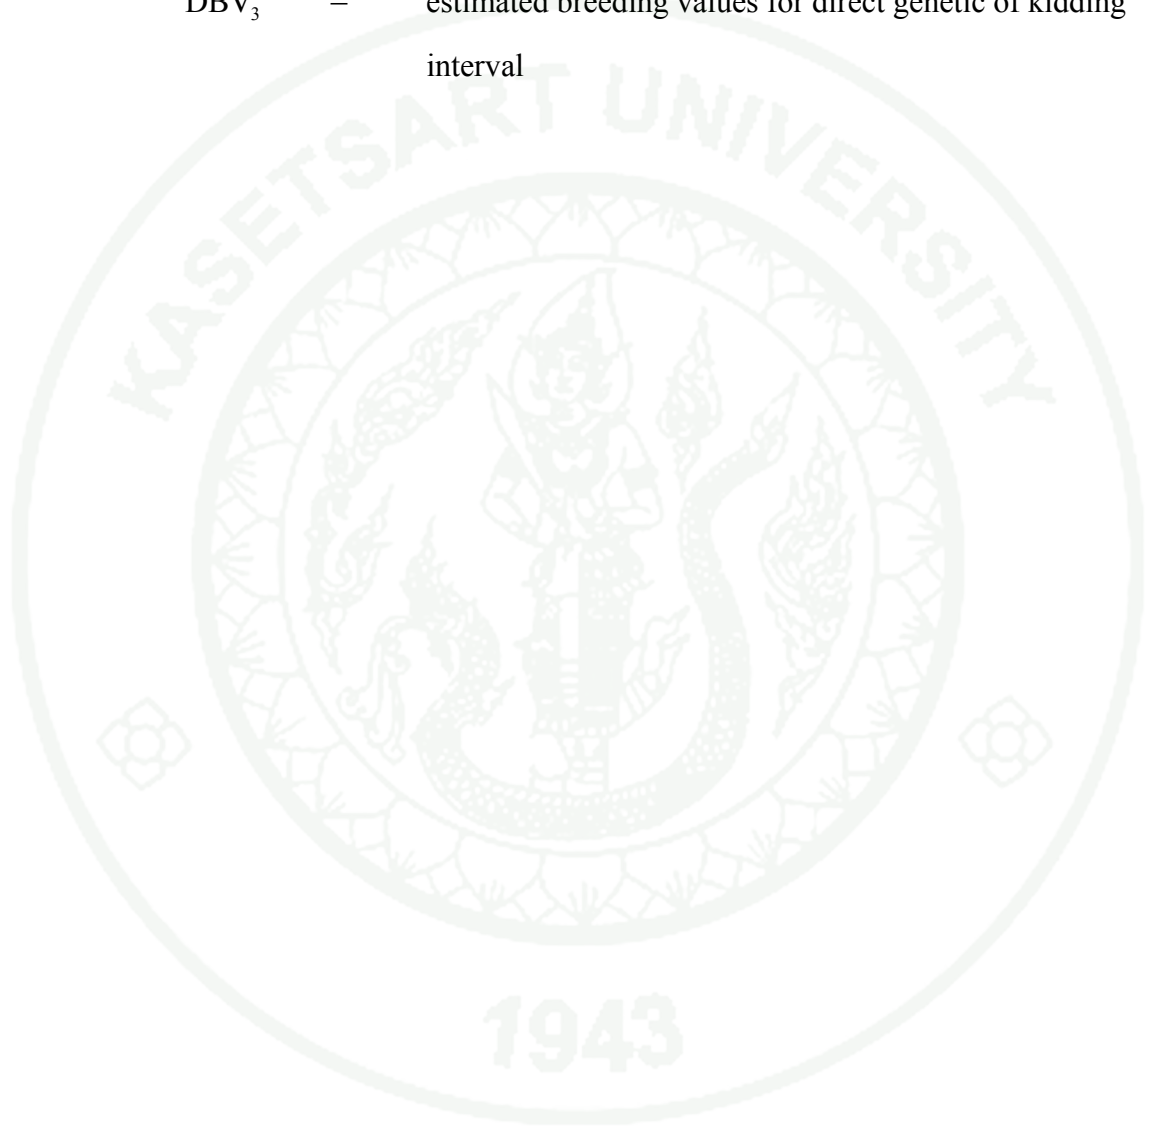 DBV₃ = estimated breeding values for direct genetic of kidding
interval
KASETSART UNIVERSITY
1943